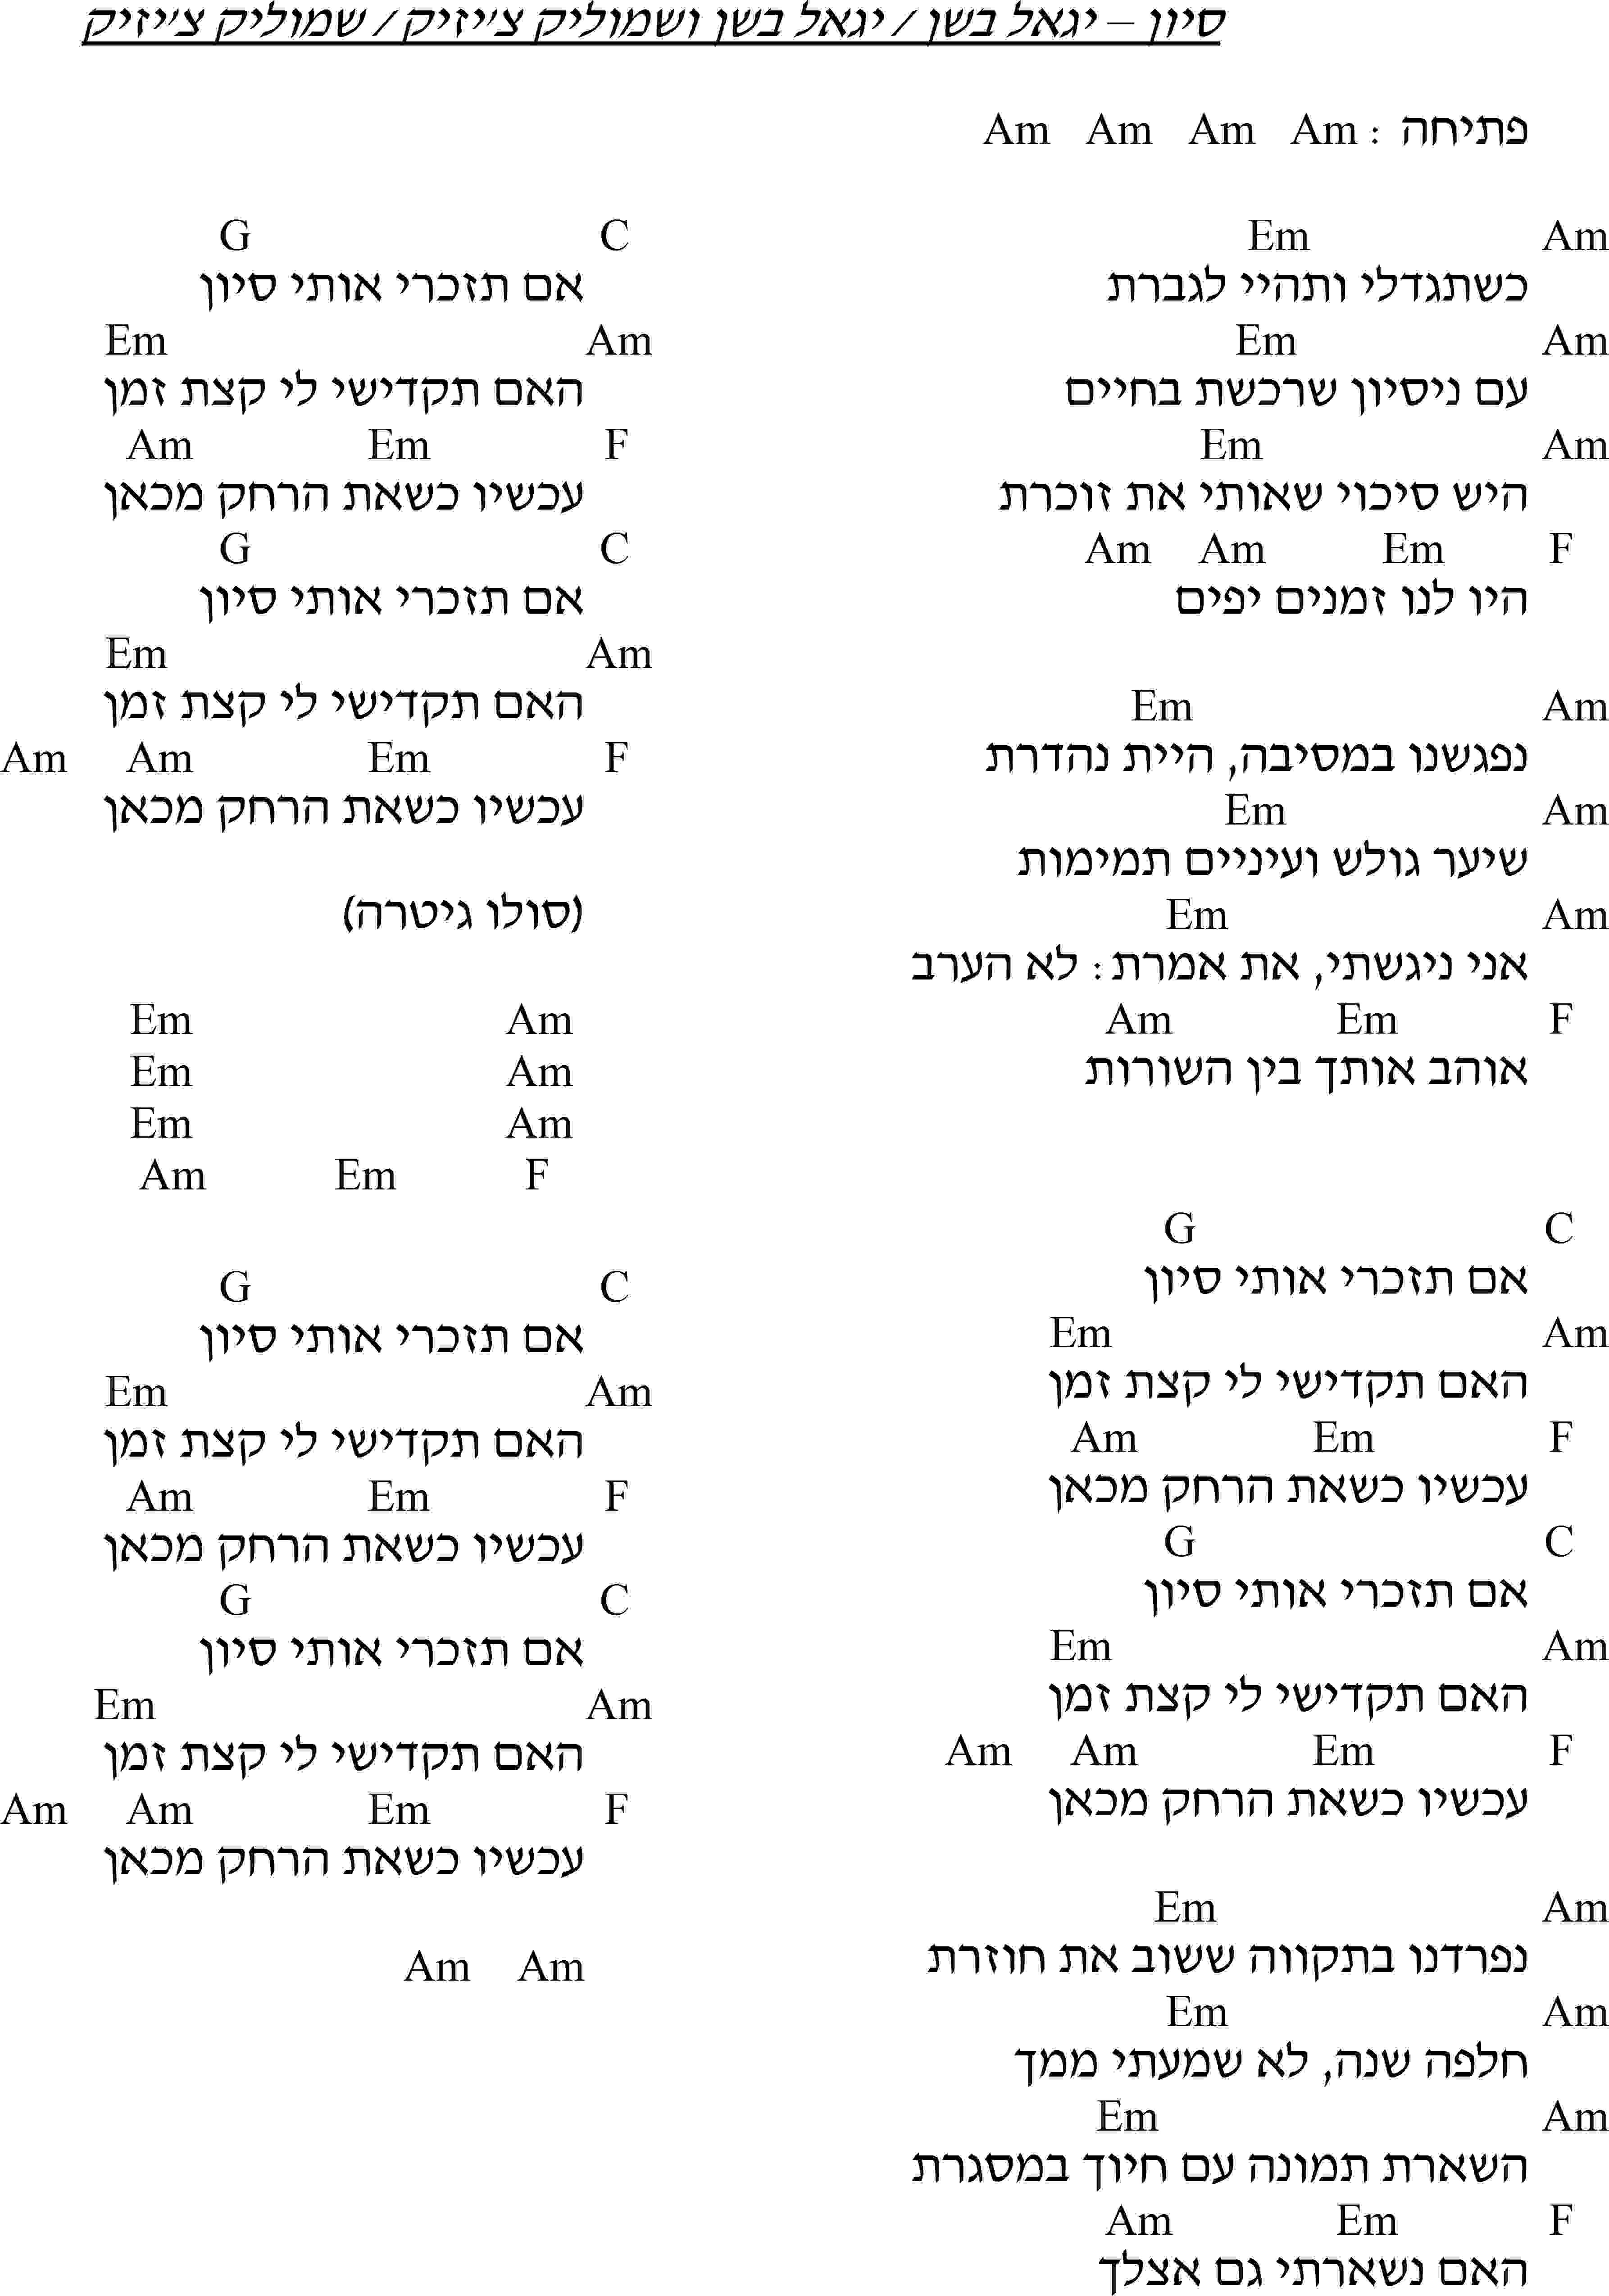 סיון – יגאל בשן / יגאל בשן ושמוליק צ'יזיק / שמוליק צ'יזיק
פתיחה : Am Am Am Am
Am Em
כשתגדלי ותהיי לגברת
Am Em
עם ניסיון שרכשת בחיים
Am Em
היש סיכוי שאותי את זוכרת
F Em Am Am
היו לנו זמנים יפים
Am Em
נפגשנו במסיבה, היית נהדרת
Am Em
שיער גולש ועיניים תמימות
Am Em
אני ניגשתי, את אמרת : לא הערב
F Em Am
אוהב אותך בין השורות
C G
אם תזכרי אותי סיון
Am Em
האם תקדישי לי קצת זמן
F Em Am
עכשיו כשאת הרחק מכאן
C G
אם תזכרי אותי סיון
Am Em
האם תקדישי לי קצת זמן
F Em Am Am
עכשיו כשאת הרחק מכאן
Am Em
נפרדנו בתקווה ששוב את חוזרת
Am Em
חלפה שנה, לא שמעתי ממך
Am Em
השארת תמונה עם חיוך במסגרת
F Em Am
האם נשארתי גם אצלך
C G
אם תזכרי אותי סיון
Am Em
האם תקדישי לי קצת זמן
F Em Am
עכשיו כשאת הרחק מכאן
C G
אם תזכרי אותי סיון
Am Em
האם תקדישי לי קצת זמן
F Em Am Am
עכשיו כשאת הרחק מכאן
(סולו גיטרה)
Am Em
Am Em
Am Em
F Em Am
C G
אם תזכרי אותי סיון
Am Em
האם תקדישי לי קצת זמן
F Em Am
עכשיו כשאת הרחק מכאן
C G
אם תזכרי אותי סיון
Am Em
האם תקדישי לי קצת זמן
F Em Am Am
עכשיו כשאת הרחק מכאן
Am Am